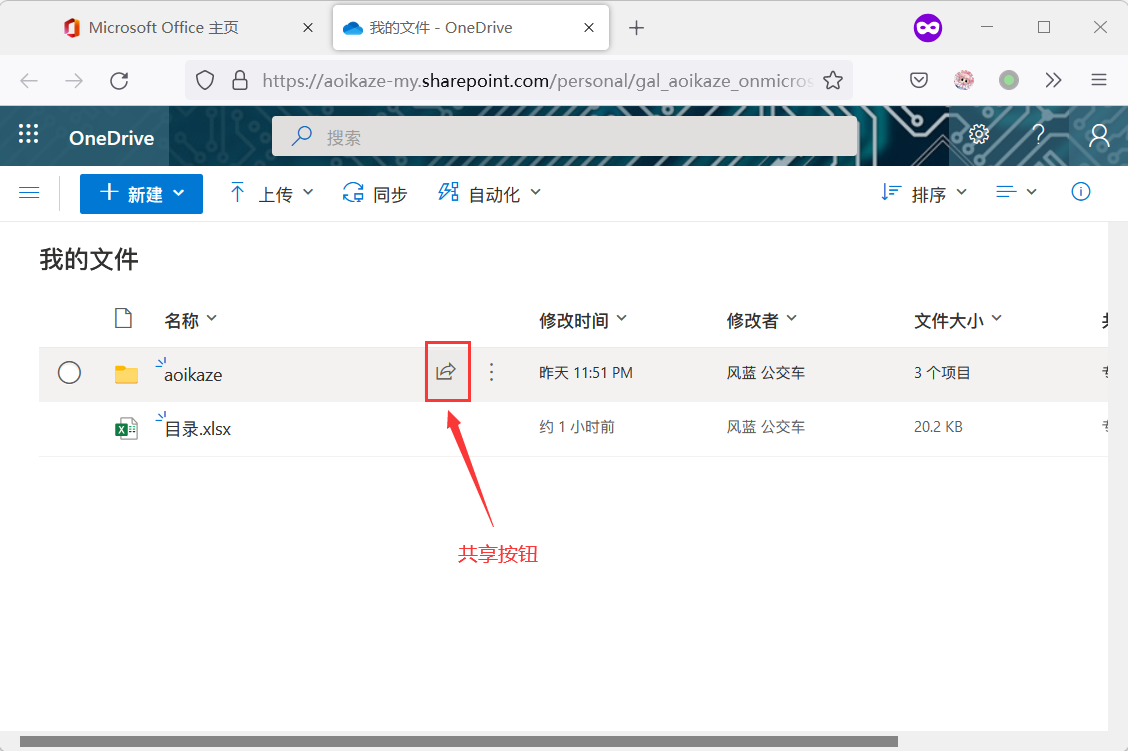 Microsoft Office 主页
我的文件 - OneDrive
https://aoikaze-my.sharepoint.com/personal/gal_aoikaze_onmicros
OneDrive
搜索
新建
上传
同步
自动化
排序
我的文件
名称
修改时间
修改者
文件大小
aoikaze
昨天 11:51 PM
风蓝 公交车
3 个项目
目录.xlsx
约 1 小时前
风蓝 公交车
20.2 KB
共享按钮